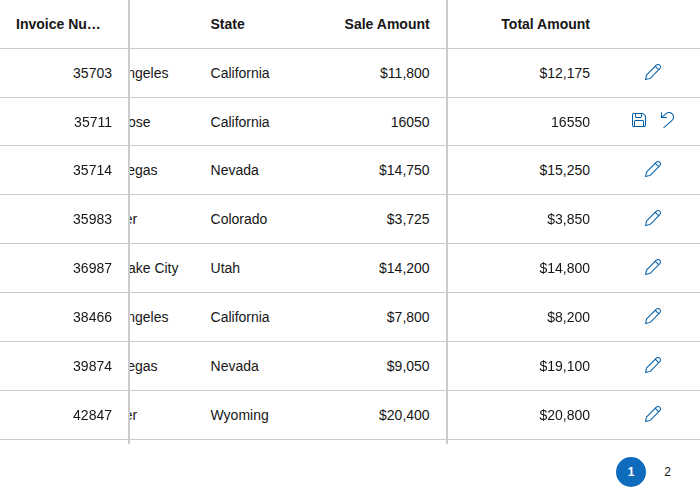 Invoice Nu… State Sale Amount Total Amount
35703 ngeles California $11,800 $12,175
35711 ose California 16050 16550
35714 egas Nevada $14,750 $15,250
35983 er Colorado $3,725 $3,850
36987 ake City Utah $14,200 $14,800
38466 ngeles California $7,800 $8,200
39874 egas Nevada $9,050 $19,100
42847 er Wyoming $20,400 $20,800
1 2